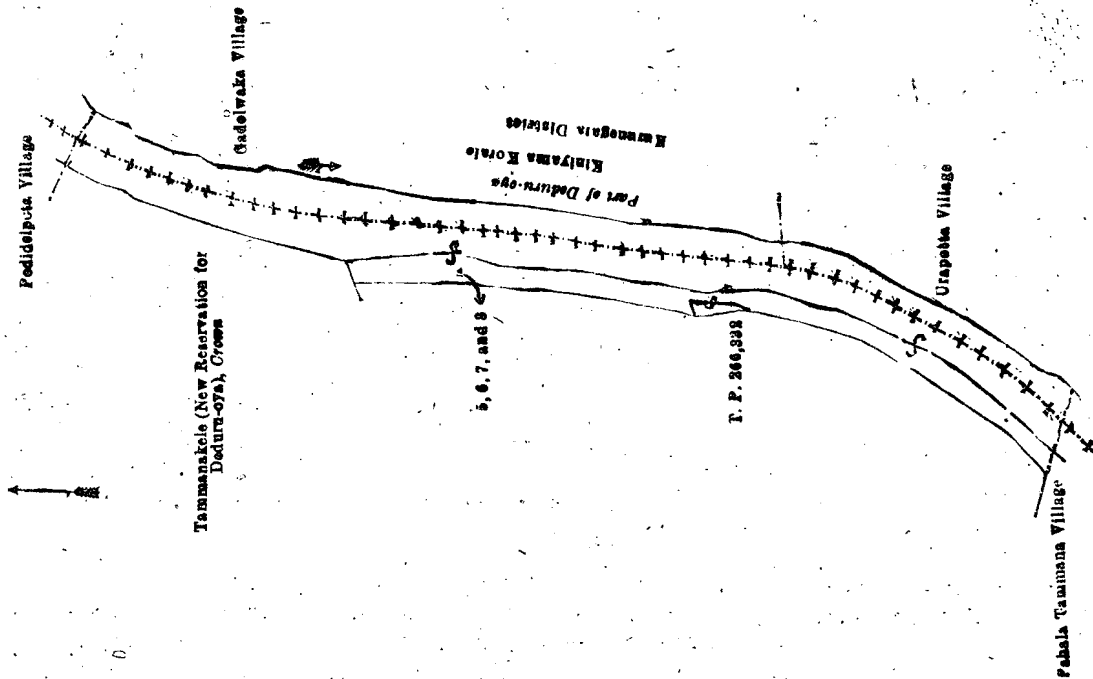 Pedidelpota Village
Gadolwaka Village
Tammanakele (New Reservation for
Deduru-oya), Crown
Part of Deduru-oya
Kiniyama Korale
Kurunegala District
5, 6, 7, and 8
T. P. 266,332
Urapotta Village
Pahala Tammana Village